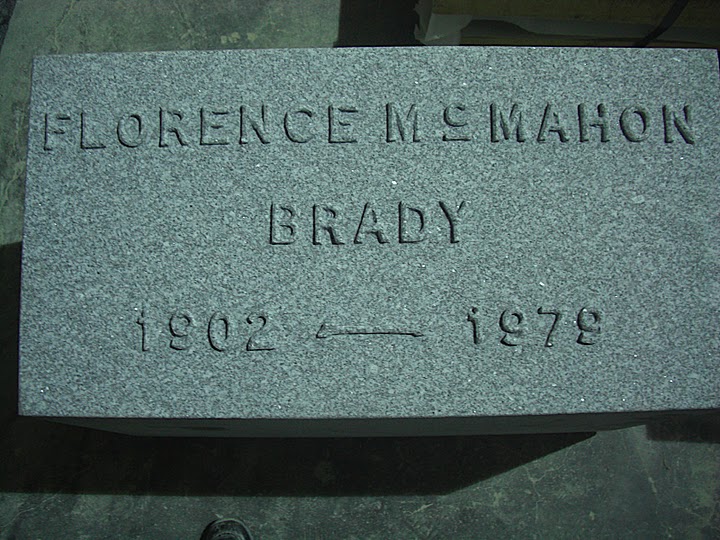 FLORENCE McMAHON
BRADY
1902 — 1979